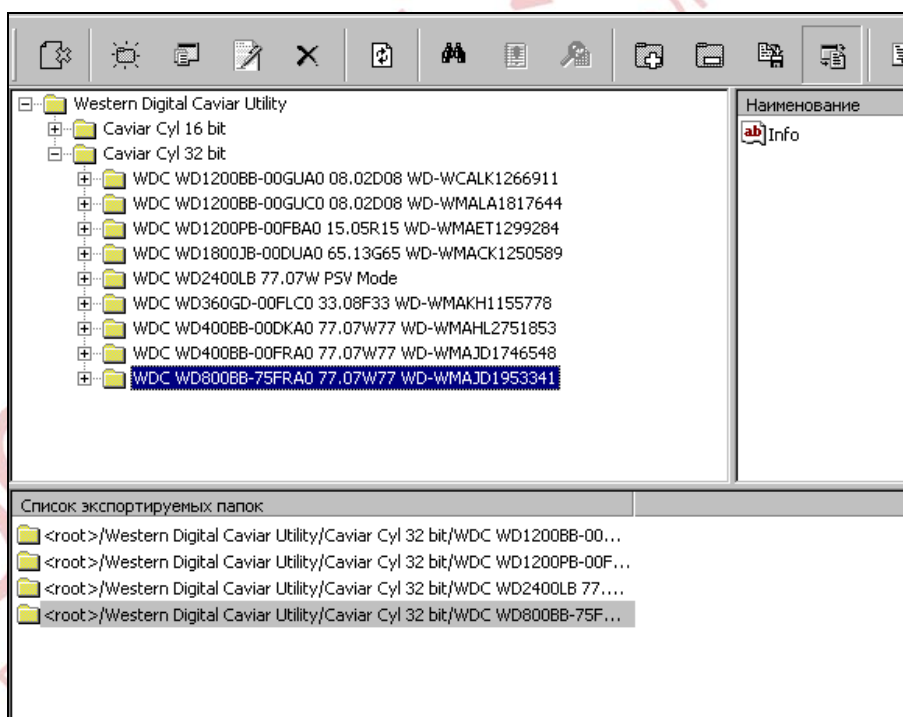 Western Digital Caviar Utility
Caviar Cyl 16 bit
Caviar Cyl 32 bit
WDC WD1200BB-00GUA0 08.02D08 WD-WCALK1266911
WDC WD1200BB-00GUC0 08.02D08 WD-WMALA1817644
WDC WD1200PB-00FBA0 15.05R15 WD-WMAET1299284
WDC WD1800JB-00DUA0 65.13G65 WD-WMACK1250589
WDC WD2400LB 77.07W PSV Mode
WDC WD360GD-00FLC0 33.08F33 WD-WMAKH1155778
WDC WD400BB-00DKA0 77.07W77 WD-WMAHL2751853
WDC WD400BB-00FRA0 77.07W77 WD-WMAJD1746548
WDC WD800BB-75FRA0 77.07W77 WD-WMAJD1953341
Наименование
ab Info
Список экспортируемых папок
<root>/Western Digital Caviar Utility/Caviar Cyl 32 bit/WDC WD1200BB-00...
<root>/Western Digital Caviar Utility/Caviar Cyl 32 bit/WDC WD1200PB-00F...
<root>/Western Digital Caviar Utility/Caviar Cyl 32 bit/WDC WD2400LB 77....
<root>/Western Digital Caviar Utility/Caviar Cyl 32 bit/WDC WD800BB-75F...